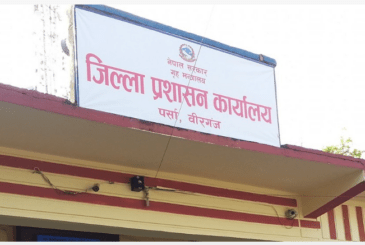 नेपाल सरकार
गृह मन्त्रालय
जिल्ला प्रशासन कार्यालय
पर्सा, वीरगंज